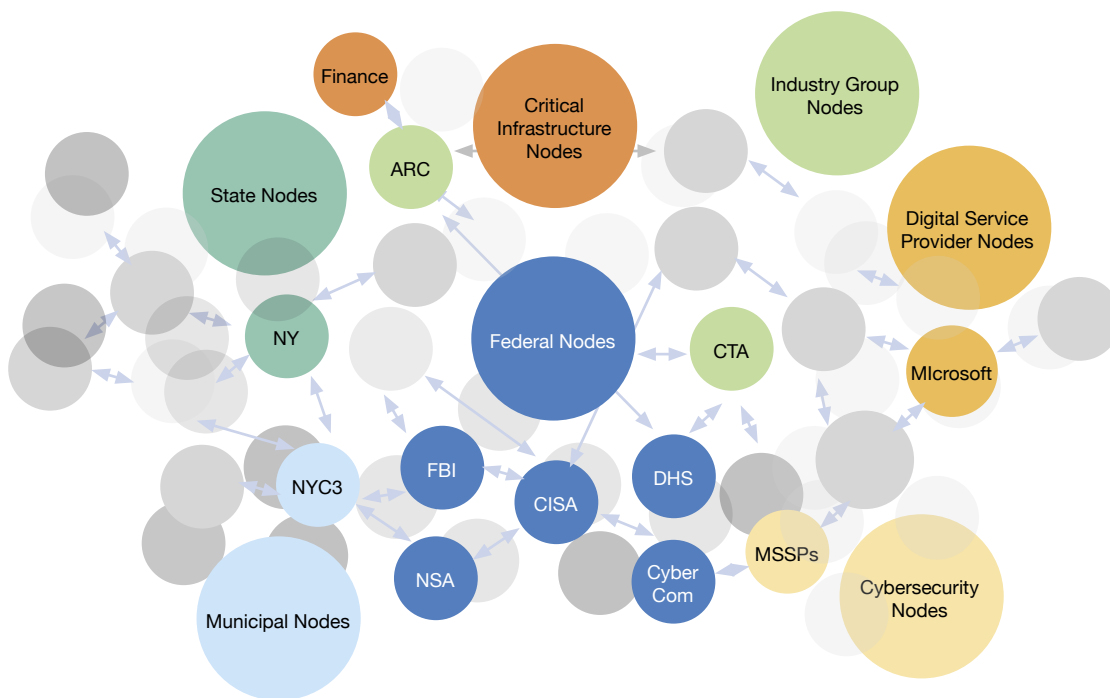 Finance
Critical
Infrastructure
Nodes
Industry Group
Nodes
ARC
State Nodes
Digital Service
Provider Nodes
NY
Federal Nodes
CTA
MIcrosoft
FBI
NYC3
CISA
DHS
MSSPs
NSA
Cyber
Com
Cybersecurity
Nodes
Municipal Nodes